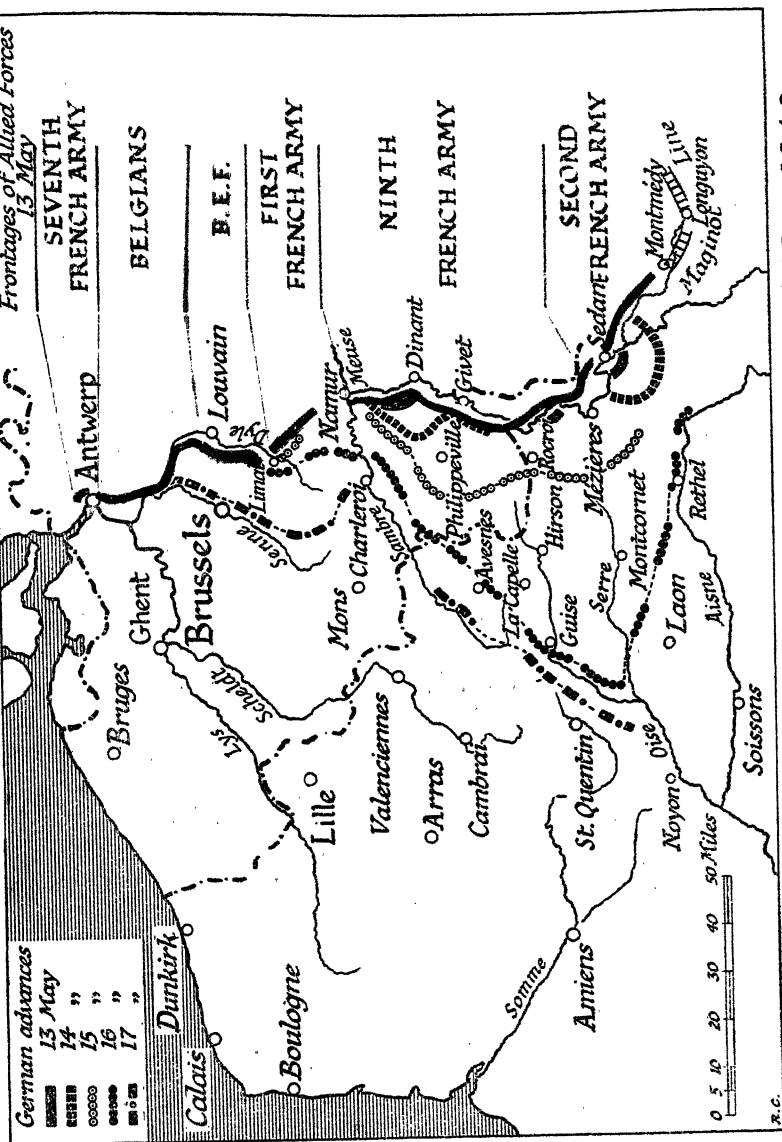 German advances
13 May
14 „
15 „
16 „
17 „
Frontages of Allied Forces
13 May
SEVENTH
FRENCH ARMY
BELGIANS
B.E.F.
FIRST
FRENCH ARMY
NINTH
FRENCH ARMY
SECOND
FRENCH ARMY
Calais
Dunkirk
Boulogne
Bruges
Ghent
Antwerp
Lys
Scheldt
Brussels
Senne
Louvain
Dyle
Limal
Lille
Mons
Charleroi
Sambre
Namur
Meuse
Dinant
Givet
Philippeville
Valenciennes
Arras
Cambrai
Avesnes
La Capelle
Hirson
Rocroi
Guise
Serre
Mézières
Sedan
Montmédy
Longuyon
Maginot Line
Montcornet
Rethel
Laon
Aisne
St. Quentin
Oise
Noyon
Soissons
Somme
Amiens
0 5 10 20 30 40 50 Miles
R.C.